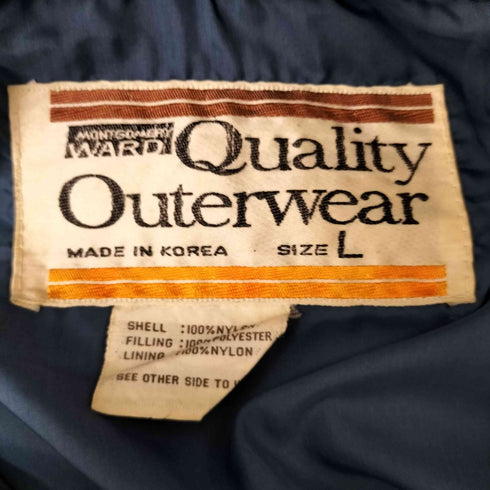 MONTGOMERY
WARD Quality
Outerwear
MADE IN KOREA SIZE L
SHELL :100%NYLON
FILLING :100%POLYESTER
LINING :100%NYLON
SEE OTHER SIDE TO